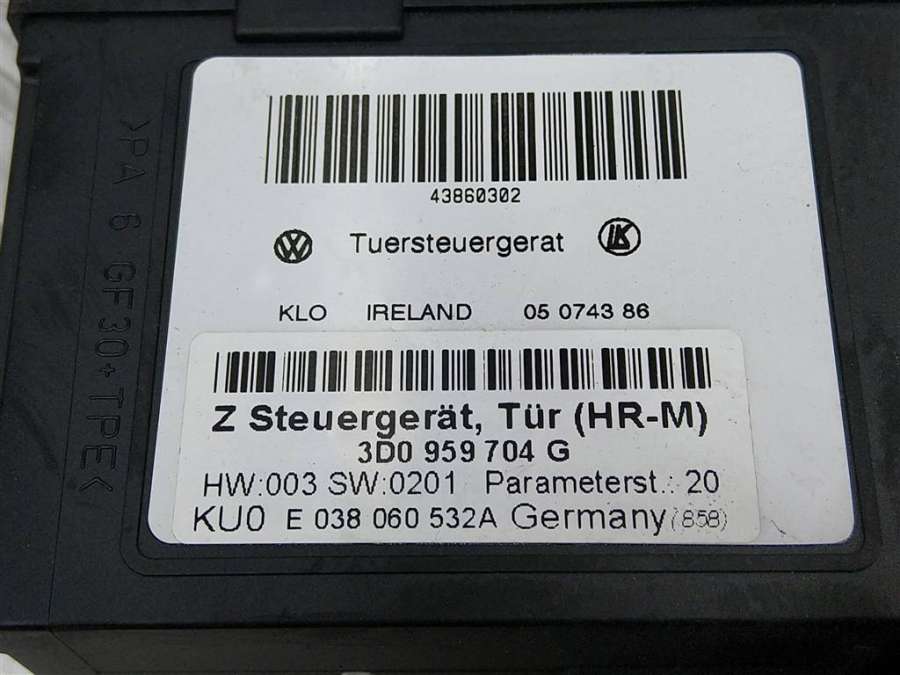 43860302
Tuersteuergerat
KLO IRELAND 05 0743 86
Z Steuergerät, Tür (HR-M)
3D0 959 704 G
HW:003 SW:0201 Parameterst.: 20
KU0 E 038 060 532A Germany (858)
>PA 6 GF30+TPE<